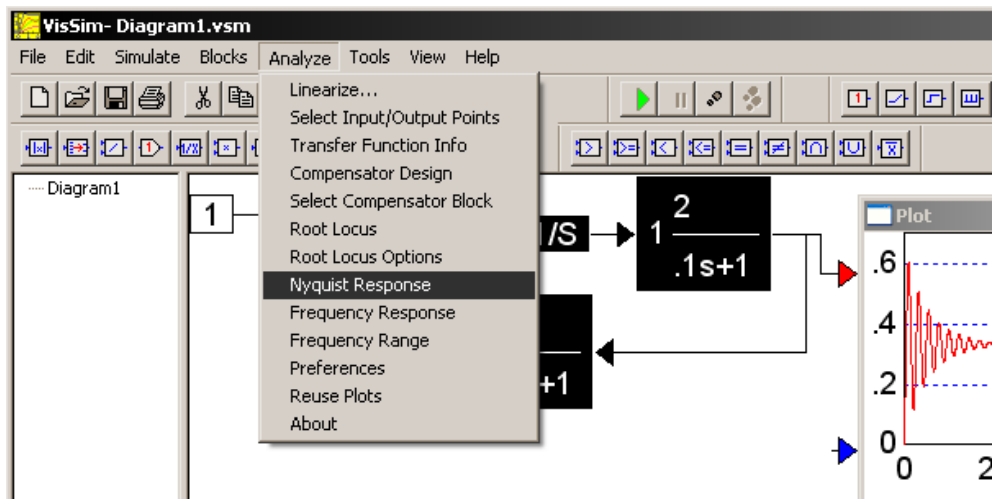 VisSim- Diagram1.vsm
File Edit Simulate Blocks Analyze Tools View Help
Linearize...
Select Input/Output Points
Transfer Function Info
Compensator Design
Select Compensator Block
Root Locus
Root Locus Options
Nyquist Response
Frequency Response
Frequency Range
Preferences
Reuse Plots
About
Diagram1
1
/S
1 2
.1s+1
+1
Plot
.6
.4
.2
0
0 2